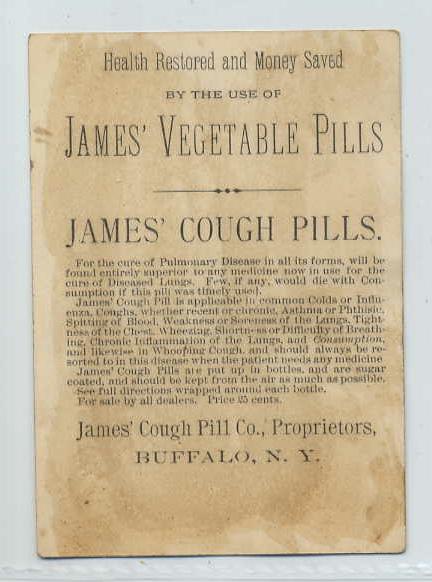 Health Restored and Money Saved
BY THE USE OF
JAMES' VEGETABLE PILLS
JAMES' COUGH PILLS.
For the cure of Pulmonary Disease in all its forms, will be
found entirely superior to any medicine now in use for the
cure of Diseased Lungs. Few, if any, would die with Con-
sumption if this pill was timely used.
James' Cough Pill is applicable in common Colds or Influ-
enza, Coughs, whether recent or chronic, Asthma or Phthisic,
Spitting of Blood, Weakness or Soreness of the Lungs, Tight-
ness of the Chest, Wheezing, Shortness or Difficulty of Breath-
ing, Chronic Inflammation of the Lungs, and Consumption,
and likewise in Whooping Cough, and should always be re-
sorted to in this disease when the patient needs any medicine
James' Cough Pills are put up in bottles, and are sugar
coated, and should be kept from the air as much as possible.
See full directions wrapped around each bottle.
For sale by all dealers. Price 25 cents.
James' Cough Pill Co., Proprietors,
BUFFALO, N. Y.